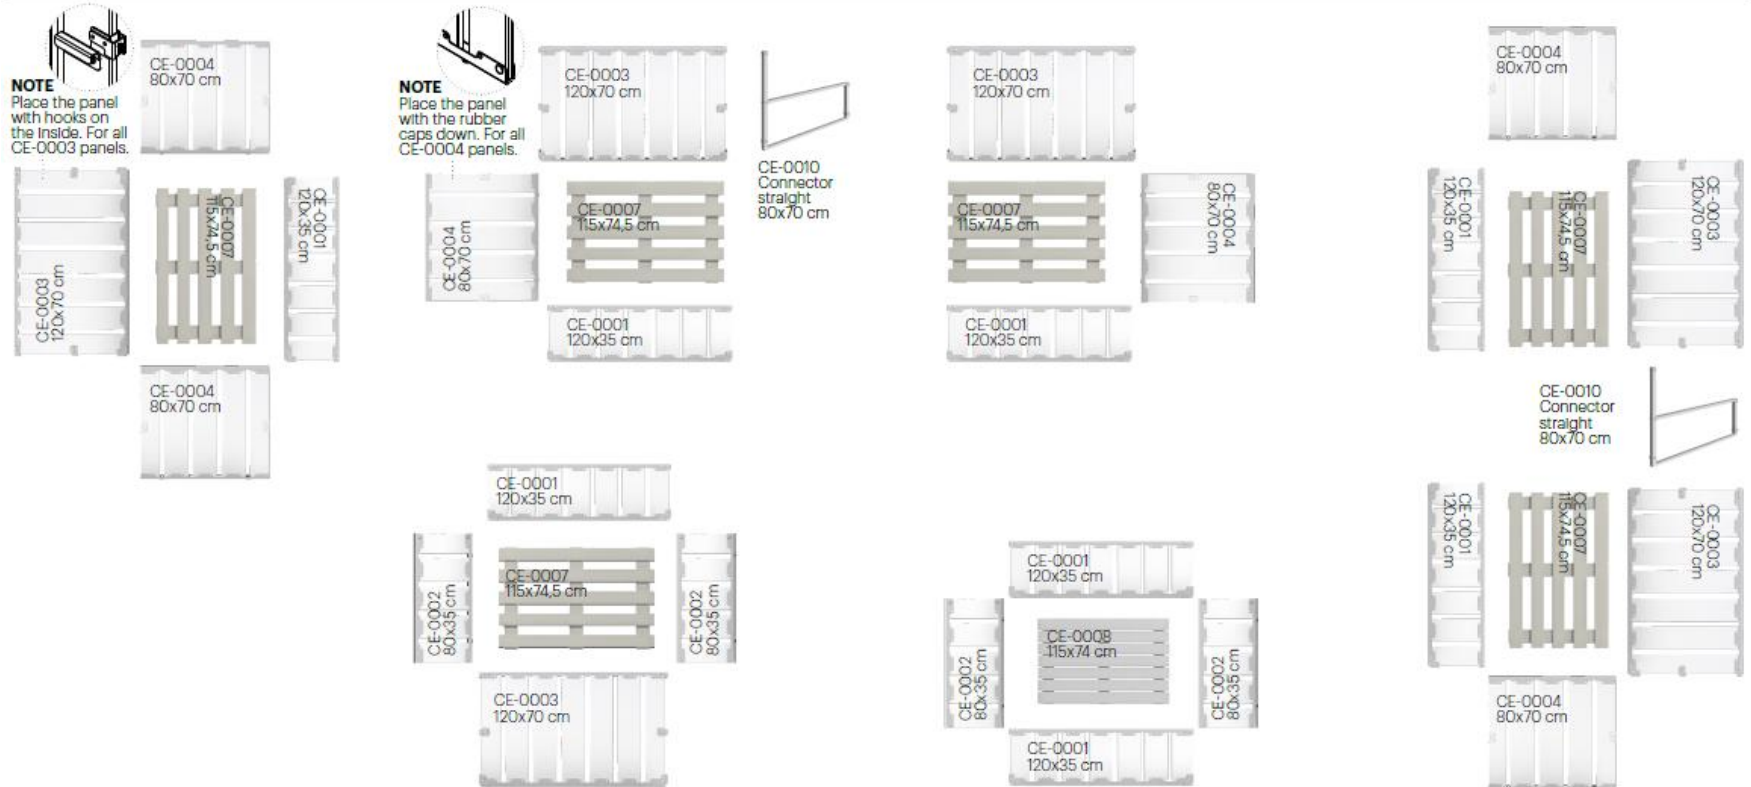 CE-0004
80x70 cm
NOTE
Place the panel
with hooks on
the inside. For all
CE-0003 panels.
CE-0003
120x70 cm
CE-0007
115x74,5 cm
CE-0001
120x35 cm
CE-0004
80x70 cm
NOTE
Place the panel
with the rubber
caps down. For all
CE-0004 panels.
CE-0003
120x70 cm
CE-0010
Connector
straight
80x70 cm
CE-0004
80x70 cm
CE-0007
115x74,5 cm
CE-0001
120x35 cm
CE-0003
120x70 cm
CE-0007
115x74,5 cm
CE-0004
80x70 cm
CE-0001
120x35 cm
CE-0004
80x70 cm
CE-0001
120x35 cm
CE-0007
115x74,5 cm
CE-0003
120x70 cm
CE-0010
Connector
straight
80x70 cm
CE-0001
120x35 cm
CE-0007
115x74,5 cm
CE-0003
120x70 cm
CE-0004
80x70 cm
CE-0001
120x35 cm
CE-0002
80x35 cm
CE-0007
115x74,5 cm
CE-0002
80x35 cm
CE-0003
120x70 cm
CE-0001
120x35 cm
CE-0002
80x35 cm
CE-0008
115x74 cm
CE-0002
80x35 cm
CE-0001
120x35 cm